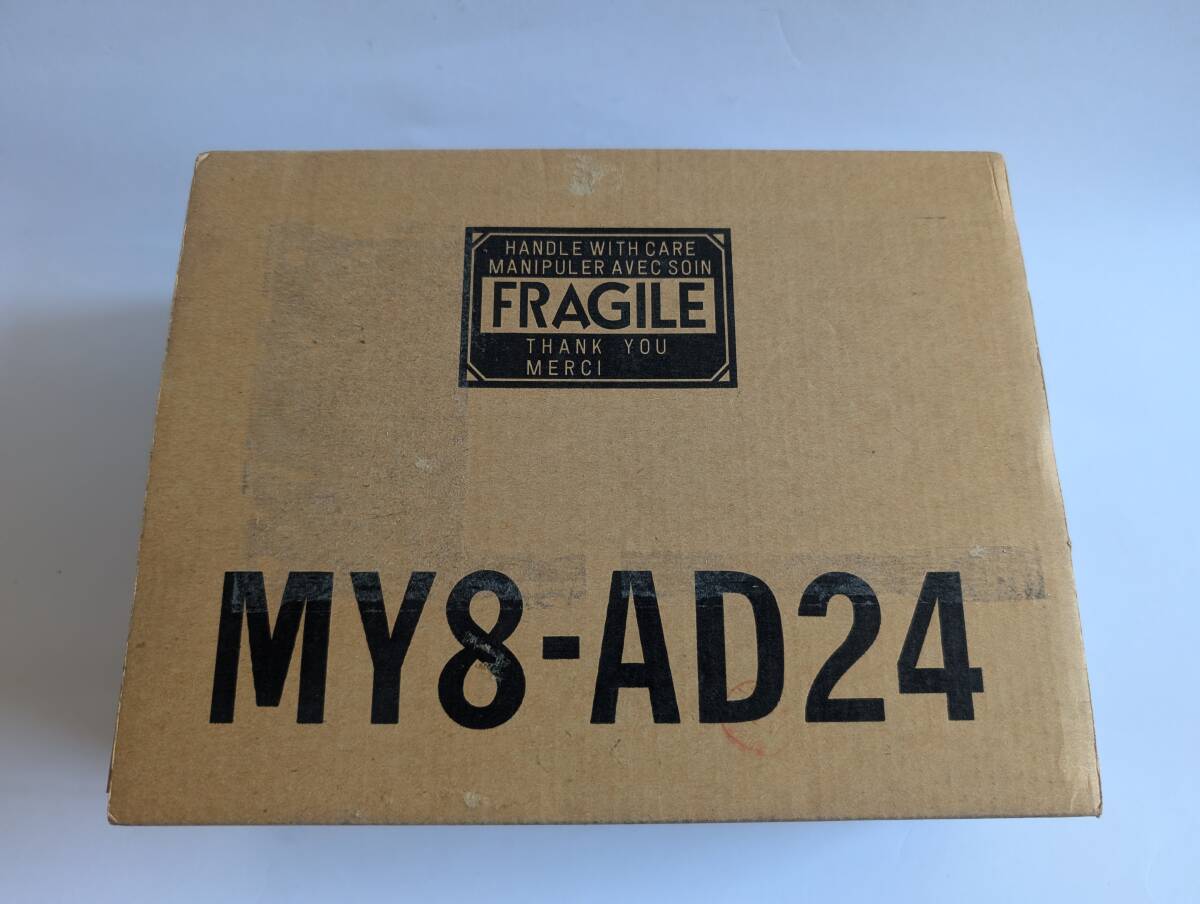 HANDLE WITH CARE
MANIPULER AVEC SOIN
FRAGILE
THANK YOU
MERCI
MY8-AD24